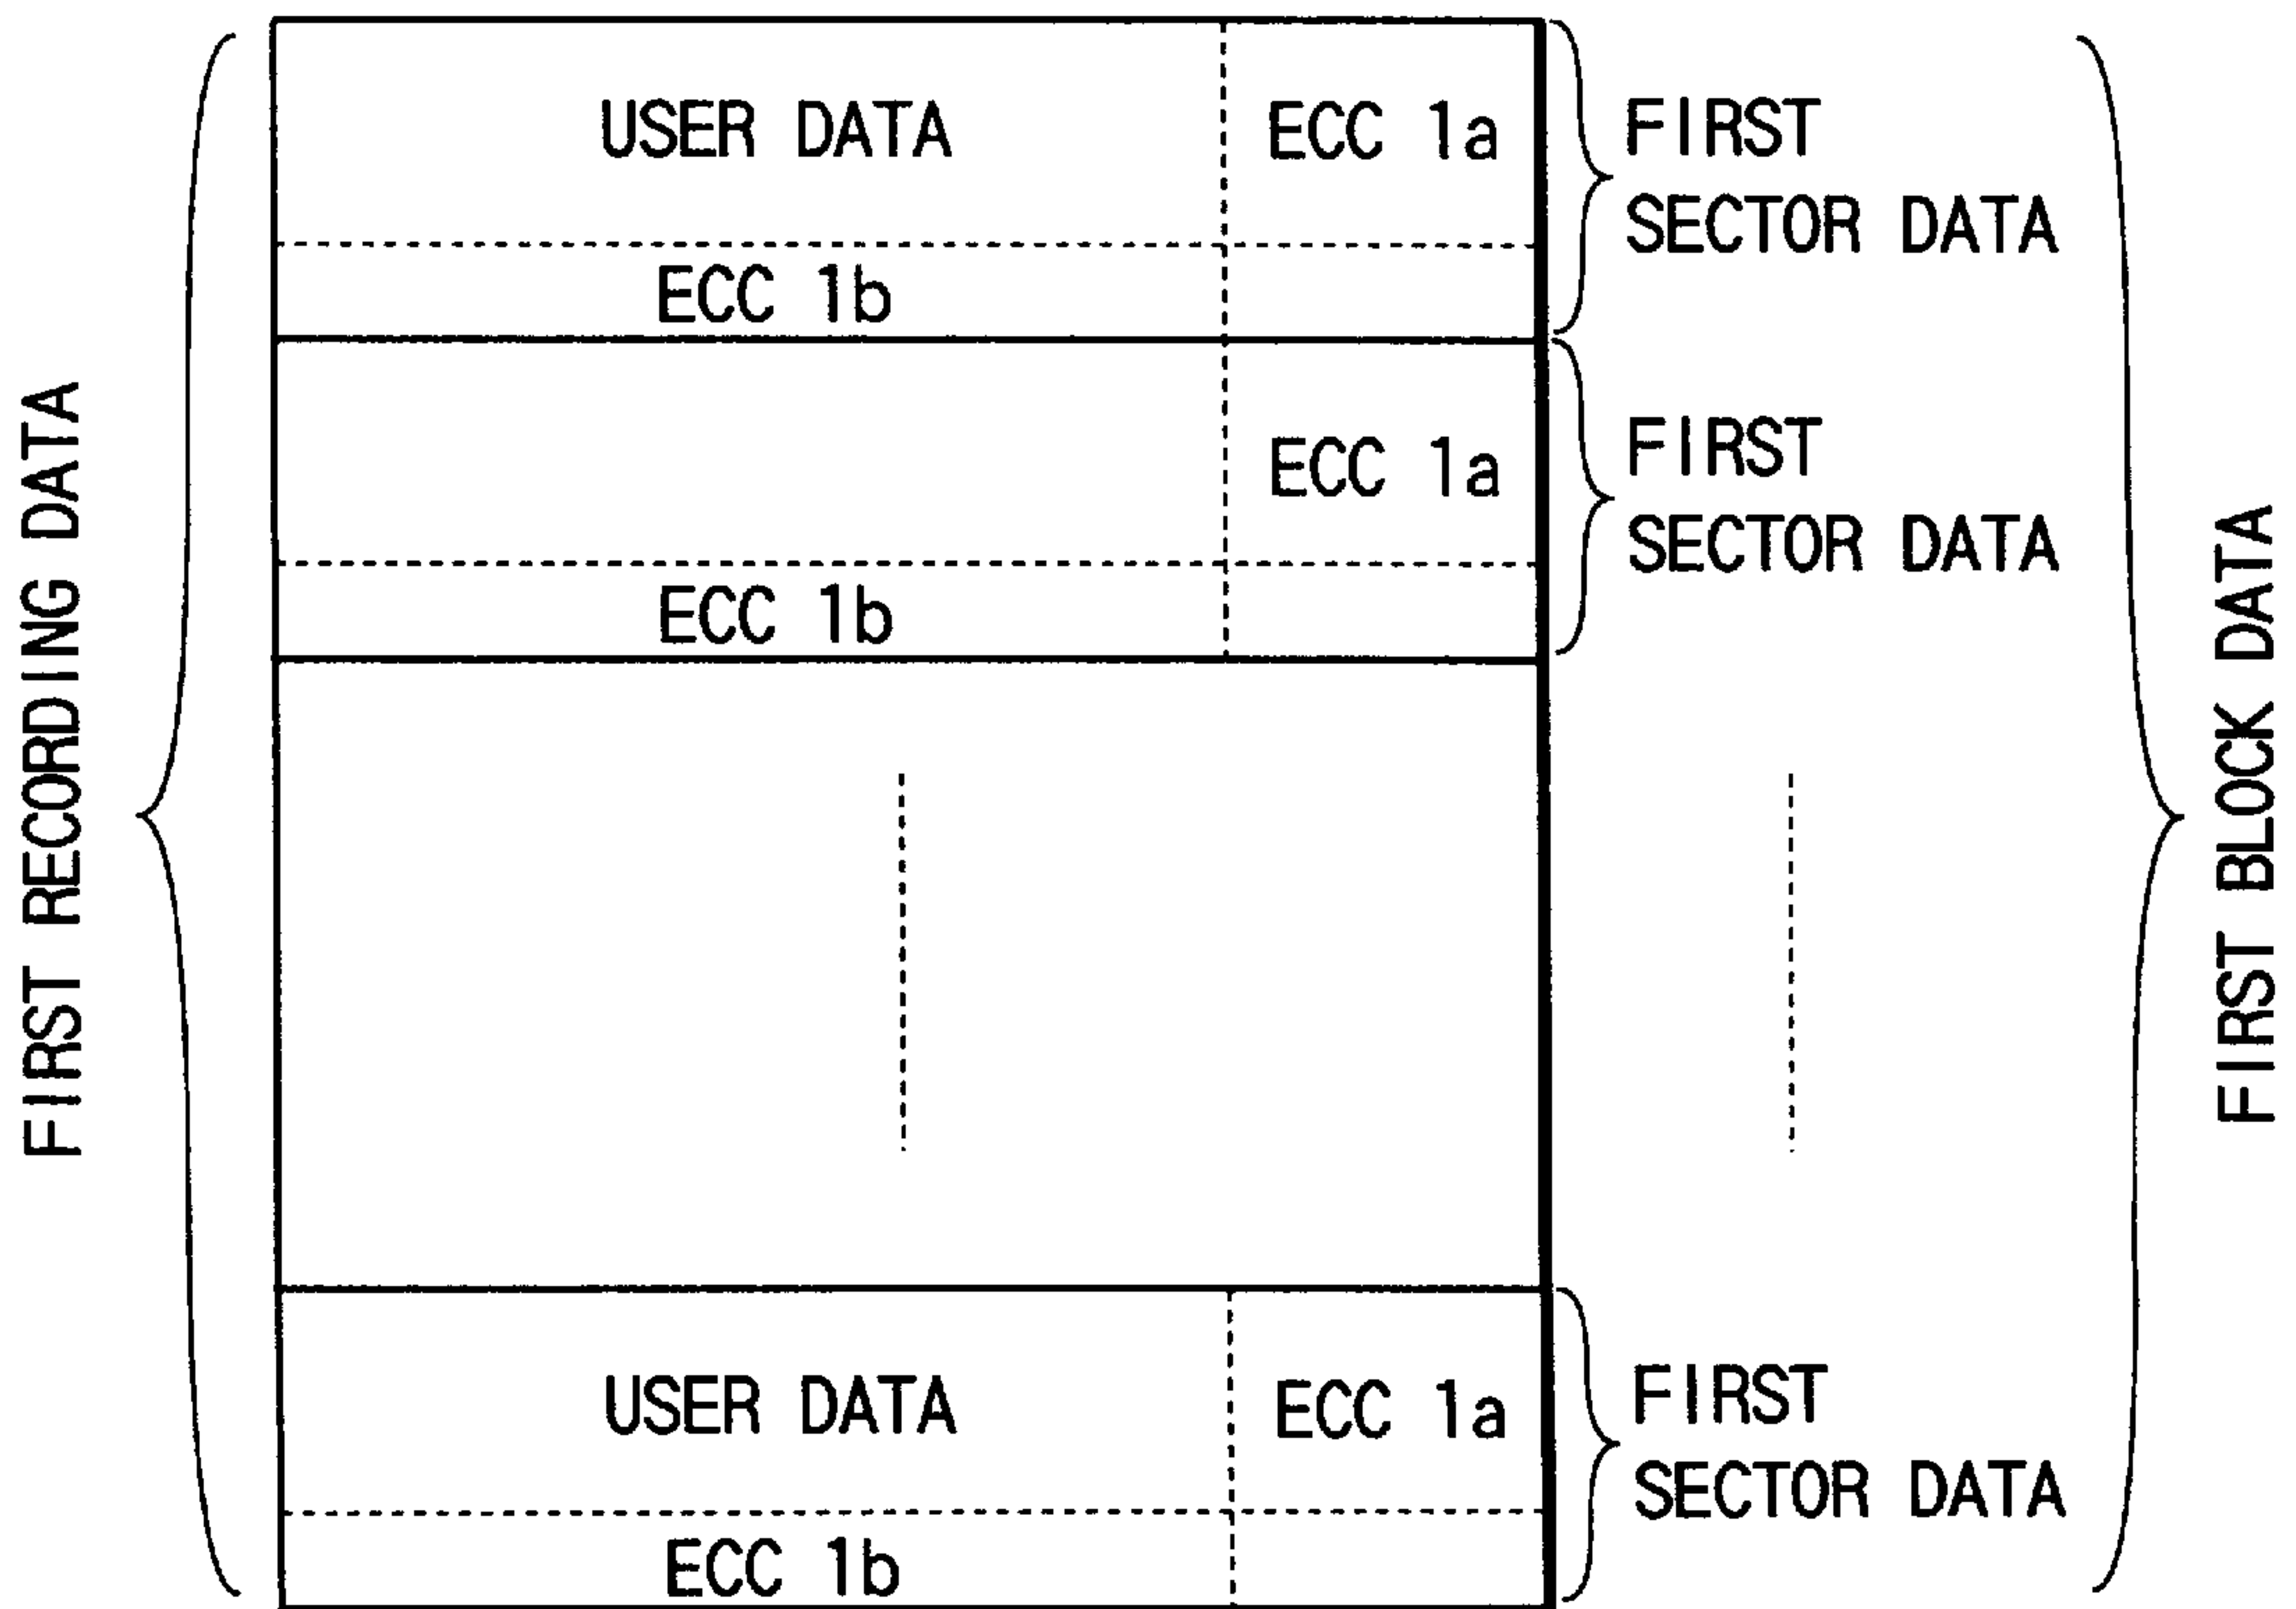 FIRST RECORDING DATA
USER DATA
ECC 1a
FIRST
SECTOR DATA
ECC 1b
ECC 1a
FIRST
SECTOR DATA
ECC 1b
FIRST BLOCK DATA
USER DATA
ECC 1a
FIRST
SECTOR DATA
ECC 1b